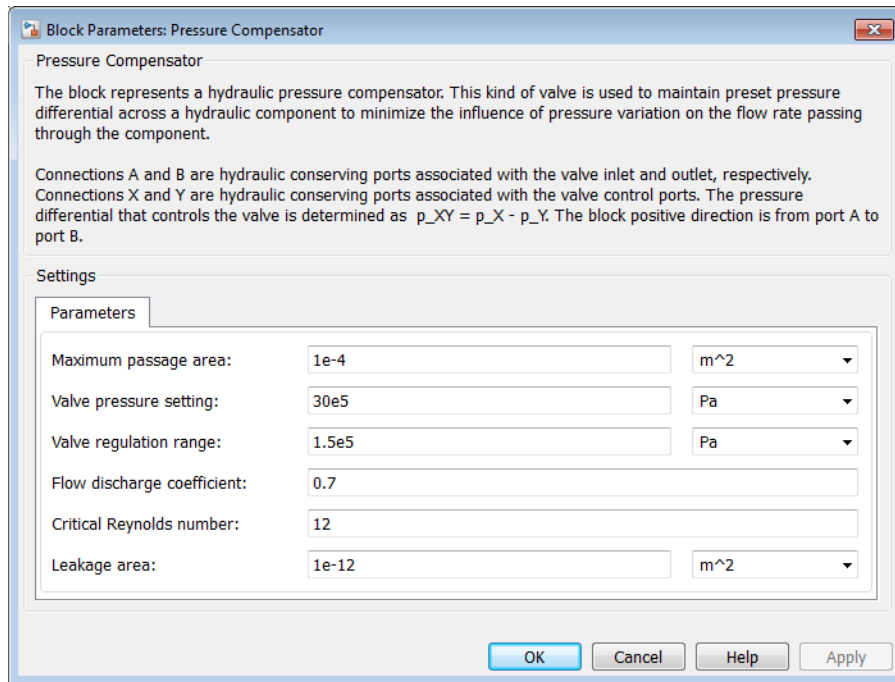 Block Parameters: Pressure Compensator
Pressure Compensator
The block represents a hydraulic pressure compensator. This kind of valve is used to maintain preset pressure
differential across a hydraulic component to minimize the influence of pressure variation on the flow rate passing
through the component.
Connections A and B are hydraulic conserving ports associated with the valve inlet and outlet, respectively.
Connections X and Y are hydraulic conserving ports associated with the valve control ports. The pressure
differential that controls the valve is determined as  p_XY = p_X - p_Y. The block positive direction is from port A to
port B.
Settings
Parameters
Maximum passage area: 1e-4 m^2
Valve pressure setting: 30e5 Pa
Valve regulation range: 1.5e5 Pa
Flow discharge coefficient: 0.7
Critical Reynolds number: 12
Leakage area: 1e-12 m^2
OK Cancel Help Apply